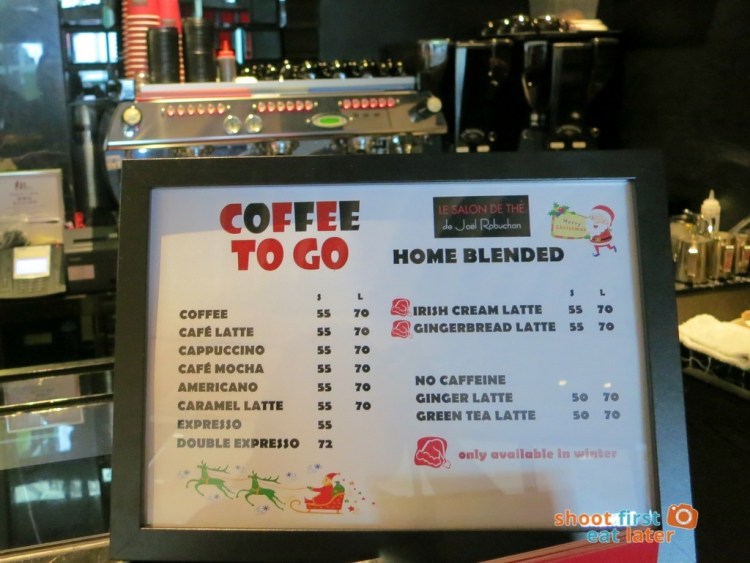 COFFEE
TO GO
S L
COFFEE 55 70
CAFÉ LATTE 55 70
CAPPUCCINO 55 70
CAFÉ MOCHA 55 70
AMERICANO 55 70
CARAMEL LATTE 55 70
EXPRESSO 55
DOUBLE EXPRESSO 72
LE SALON DE THÉ
de Joël Robuchon
Merry
Christmas
HOME BLENDED
S L
IRISH CREAM LATTE 55 70
GINGERBREAD LATTE 55 70
NO CAFFEINE
GINGER LATTE 50 70
GREEN TEA LATTE 50 70
only available in winter
shoot first
eat later